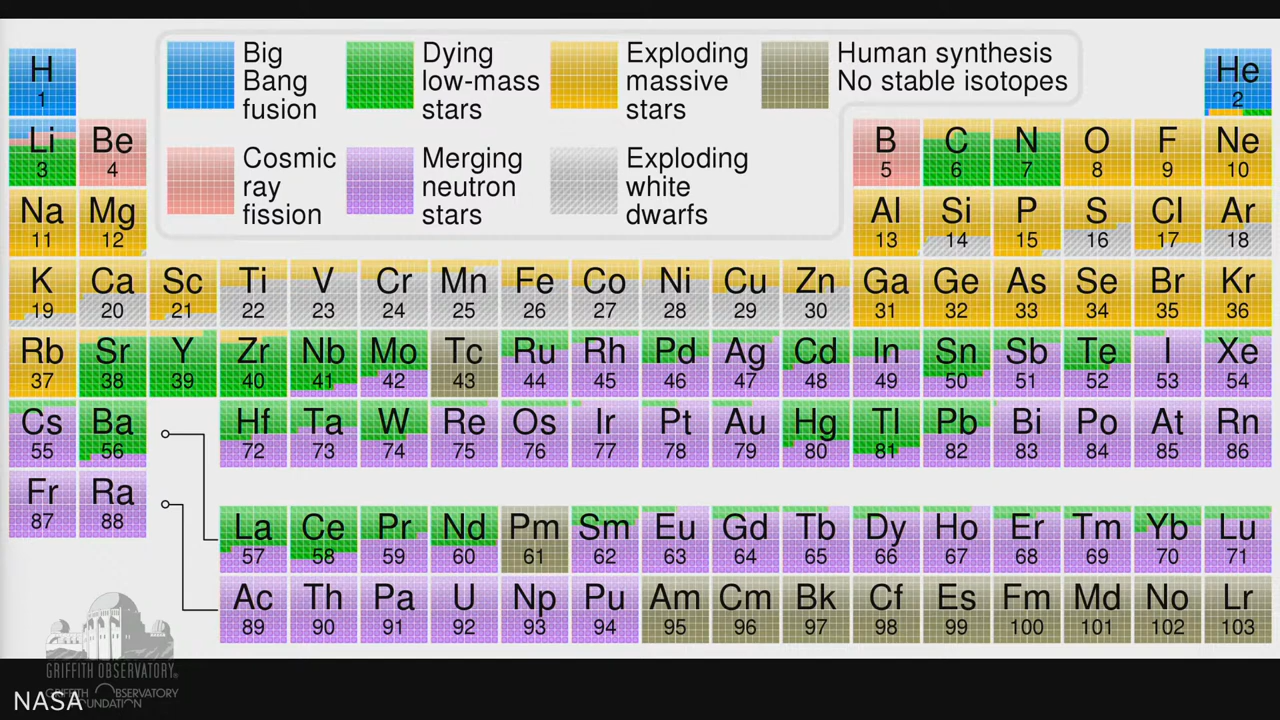 Big Bang fusion
Dying low-mass stars
Exploding massive stars
Human synthesis
No stable isotopes
Cosmic ray fission
Merging neutron stars
Exploding white dwarfs
H He
1 2
Li Be B C N O F Ne
3 4 5 6 7 8 9 10
Na Mg Al Si P S Cl Ar
11 12 13 14 15 16 17 18
K Ca Sc Ti V Cr Mn Fe Co Ni Cu Zn Ga Ge As Se Br Kr
19 20 21 22 23 24 25 26 27 28 29 30 31 32 33 34 35 36
Rb Sr Y Zr Nb Mo Tc Ru Rh Pd Ag Cd In Sn Sb Te I Xe
37 38 39 40 41 42 43 44 45 46 47 48 49 50 51 52 53 54
Cs Ba Hf Ta W Re Os Ir Pt Au Hg Tl Pb Bi Po At Rn
55 56 72 73 74 75 76 77 78 79 80 81 82 83 84 85 86
Fr Ra
87 88
La Ce Pr Nd Pm Sm Eu Gd Tb Dy Ho Er Tm Yb Lu
57 58 59 60 61 62 63 64 65 66 67 68 69 70 71
Ac Th Pa U Np Pu Am Cm Bk Cf Es Fm Md No Lr
89 90 91 92 93 94 95 96 97 98 99 100 101 102 103
GRIFFITH OBSERVATORY
GRIFFITH OBSERVATORY
FOUNDATION
NASA